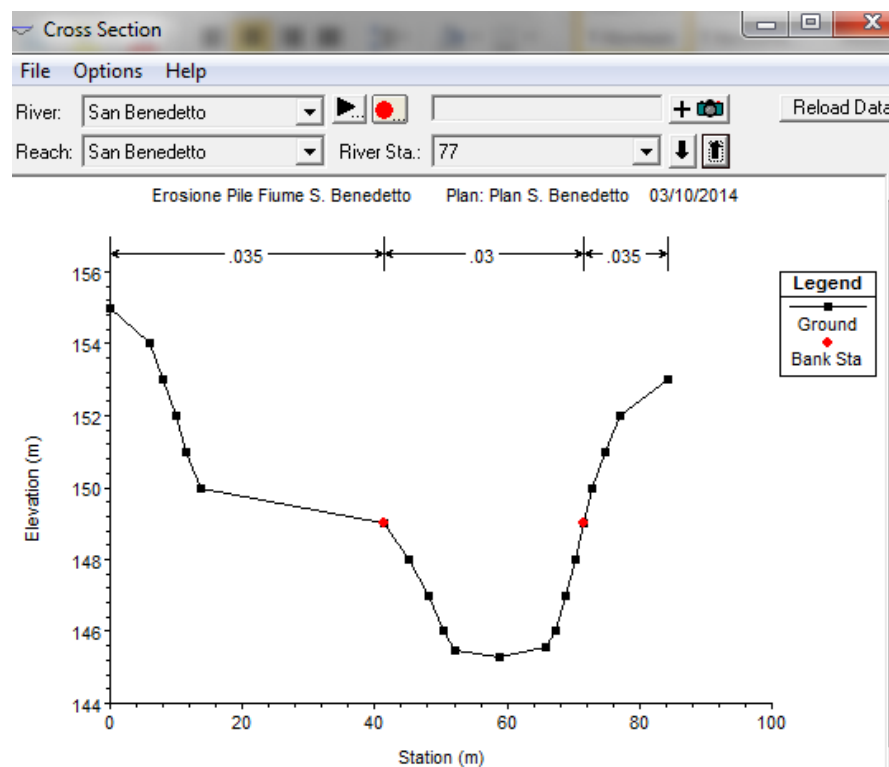 Cross Section
File Options Help
River: San Benedetto ... ... + Reload Data
Reach: San Benedetto River Sta.: 77
Erosione Pile Fiume S. Benedetto Plan: Plan S. Benedetto 03/10/2014
.035 .03 .035
Legend
Ground
Bank Sta
156
154
152
150
148
146
144
Elevation (m)
0 20 40 60 80 100
Station (m)